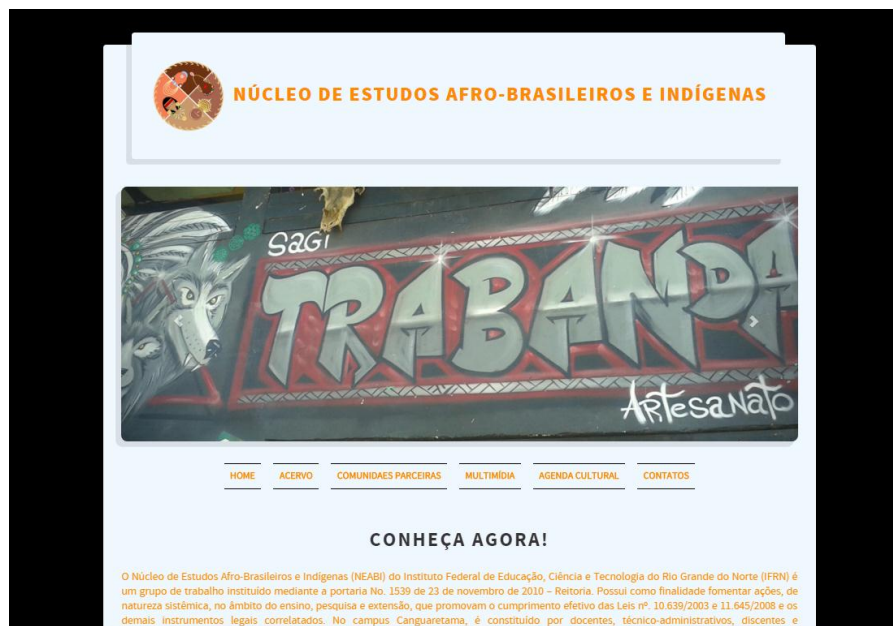 NÚCLEO DE ESTUDOS AFRO-BRASILEIROS E INDÍGENAS
SAGI
TRABANDA
ARTESANATO
HOME
ACERVO
COMUNIDAES PARCEIRAS
MULTIMÍDIA
AGENDA CULTURAL
CONTATOS
CONHEÇA AGORA!
O Núcleo de Estudos Afro-Brasileiros e Indígenas (NEABI) do Instituto Federal de Educação, Ciência e Tecnologia do Rio Grande do Norte (IFRN) é
um grupo de trabalho instituído mediante a portaria No. 1539 de 23 de novembro de 2010 – Reitoria. Possui como finalidade fomentar ações, de
natureza sistêmica, no âmbito do ensino, pesquisa e extensão, que promovam o cumprimento efetivo das Leis nº. 10.639/2003 e 11.645/2008 e os
demais instrumentos legais correlatados. No campus Canguaretama, é constituído por docentes, técnico-administrativos, discentes e